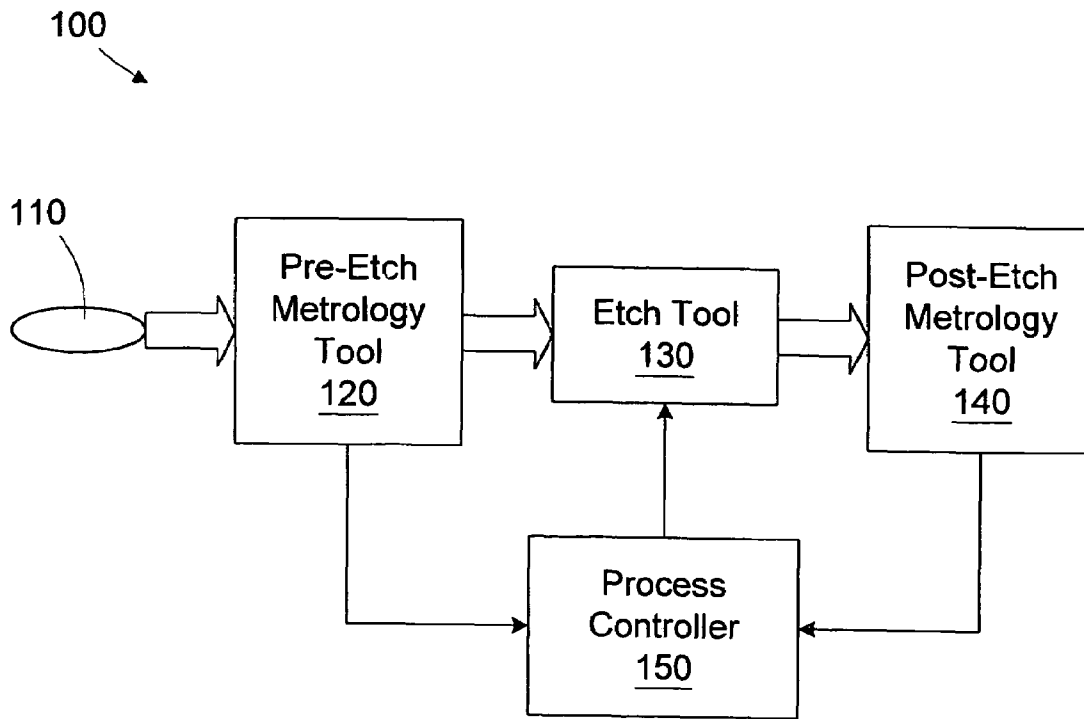 100
110
Pre-Etch
Metrology
Tool
120
Etch Tool
130
Post-Etch
Metrology
Tool
140
Process
Controller
150